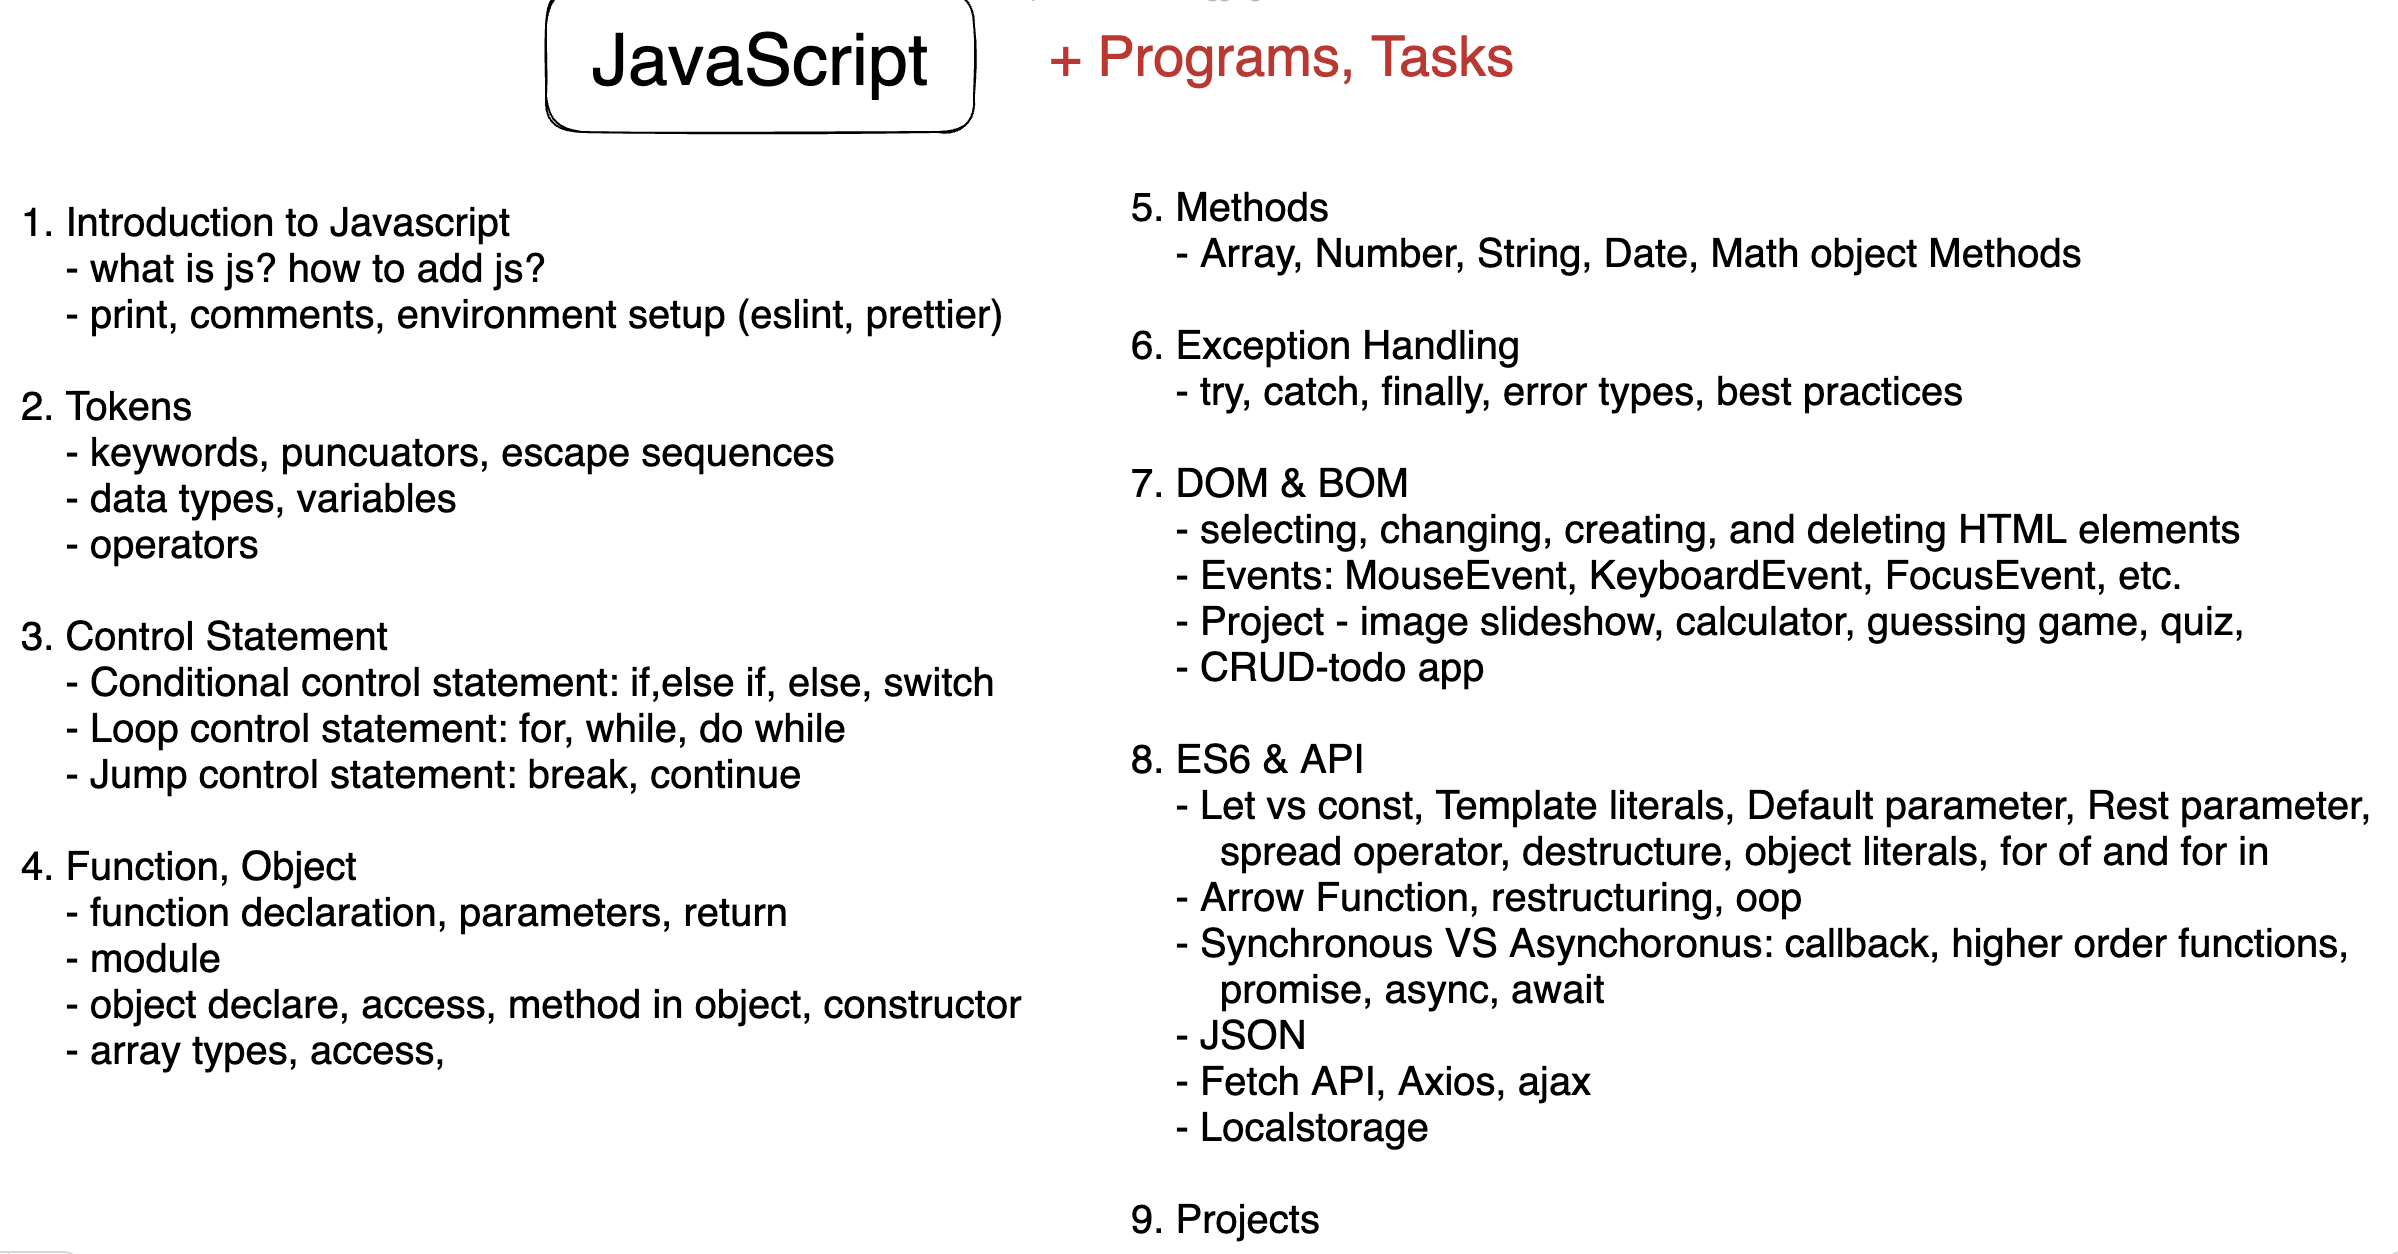 JavaScript
+ Programs, Tasks
1. Introduction to Javascript
- what is js? how to add js?
- print, comments, environment setup (eslint, prettier)
2. Tokens
- keywords, puncuators, escape sequences
- data types, variables
- operators
3. Control Statement
- Conditional control statement: if,else if, else, switch
- Loop control statement: for, while, do while
- Jump control statement: break, continue
4. Function, Object
- function declaration, parameters, return
- module
- object declare, access, method in object, constructor
- array types, access,
5. Methods
- Array, Number, String, Date, Math object Methods
6. Exception Handling
- try, catch, finally, error types, best practices
7. DOM & BOM
- selecting, changing, creating, and deleting HTML elements
- Events: MouseEvent, KeyboardEvent, FocusEvent, etc.
- Project - image slideshow, calculator, guessing game, quiz,
- CRUD-todo app
8. ES6 & API
- Let vs const, Template literals, Default parameter, Rest parameter,
spread operator, destructure, object literals, for of and for in
- Arrow Function, restructuring, oop
- Synchronous VS Asynchoronus: callback, higher order functions,
promise, async, await
- JSON
- Fetch API, Axios, ajax
- Localstorage
9. Projects